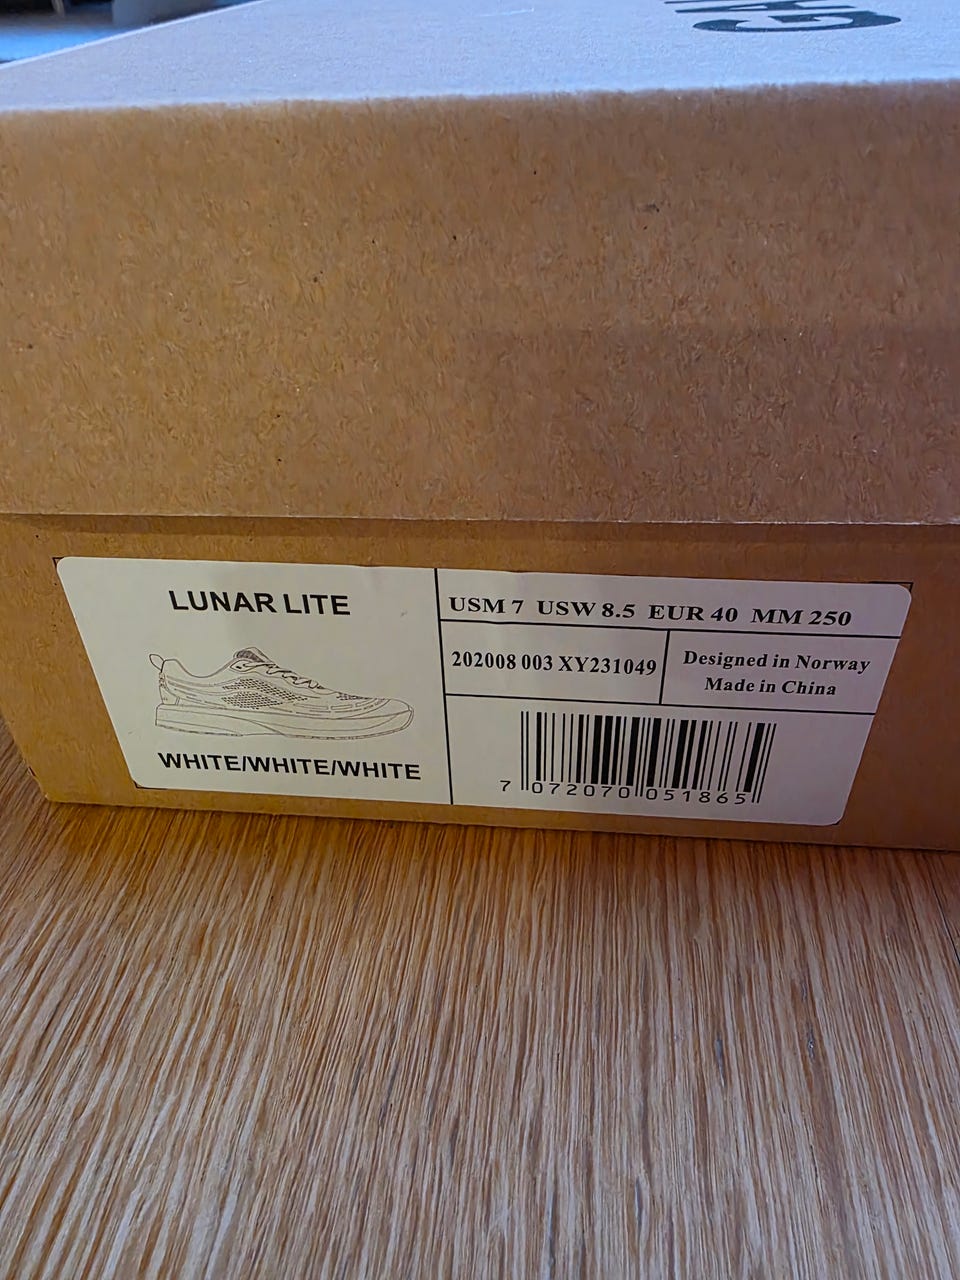 LUNAR LITE
WHITE/WHITE/WHITE
USM 7 USW 8.5 EUR 40 MM 250
202008 003 XY231049
Designed in Norway
Made in China
7 072070 051865